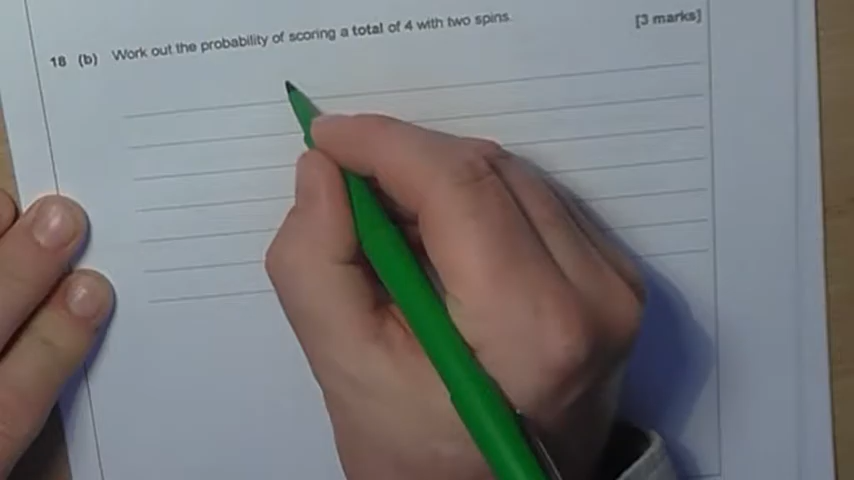 18 (b) Work out the probability of scoring a total of 4 with two spins.
[3 marks]